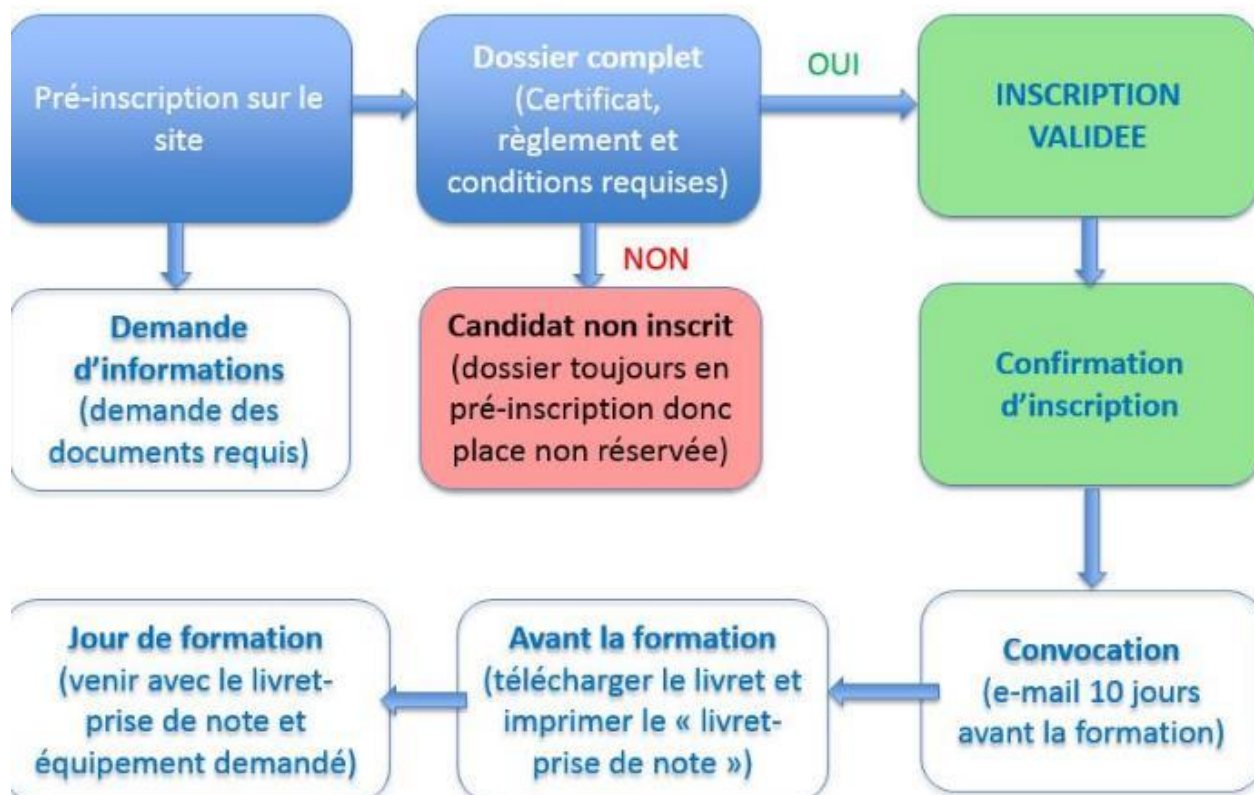 Pré-inscription sur le
site
Dossier complet
(Certificat,
règlement et
conditions requises)
OUI
INSCRIPTION
VALIDEE
NON
Demande
d'informations
(demande des
documents requis)
Candidat non inscrit
(dossier toujours en
pré-inscription donc
place non réservée)
Confirmation
d'inscription
Jour de formation
(venir avec le livret-
prise de note et
équipement demandé)
Avant la formation
(télécharger le livret et
imprimer le « livret-
prise de note »)
Convocation
(e-mail 10 jours
avant la formation)